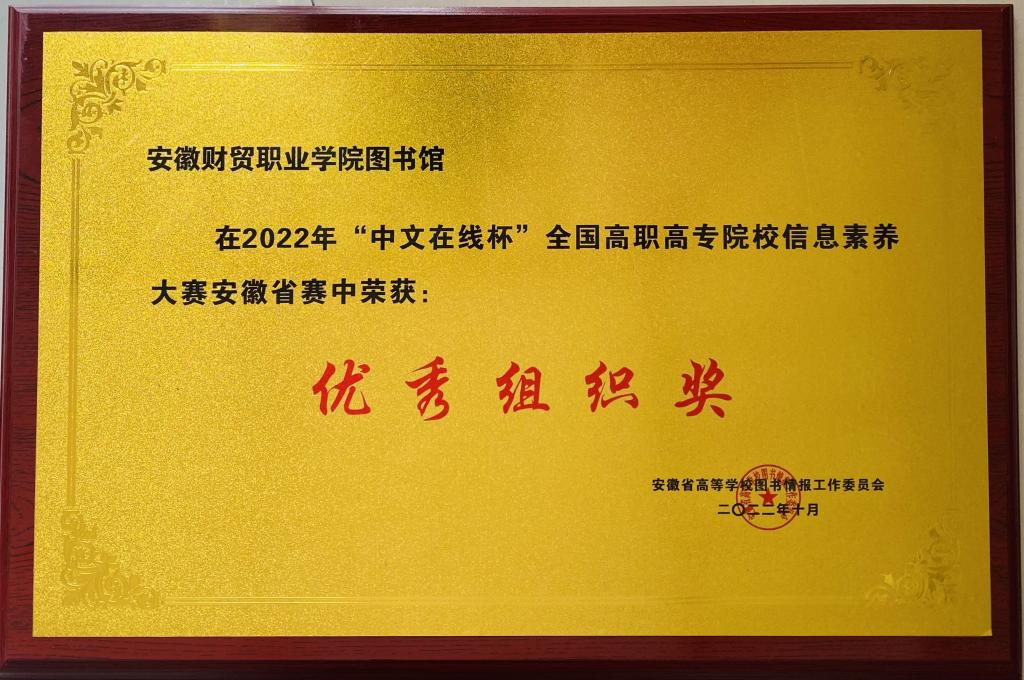 安徽财贸职业学院图书馆
在2022年“中文在线杯”全国高职高专院校信息素养
大赛安徽省赛中荣获：
优秀组织奖
安徽省高等学校图书情报工作委员会
二〇二二年十月